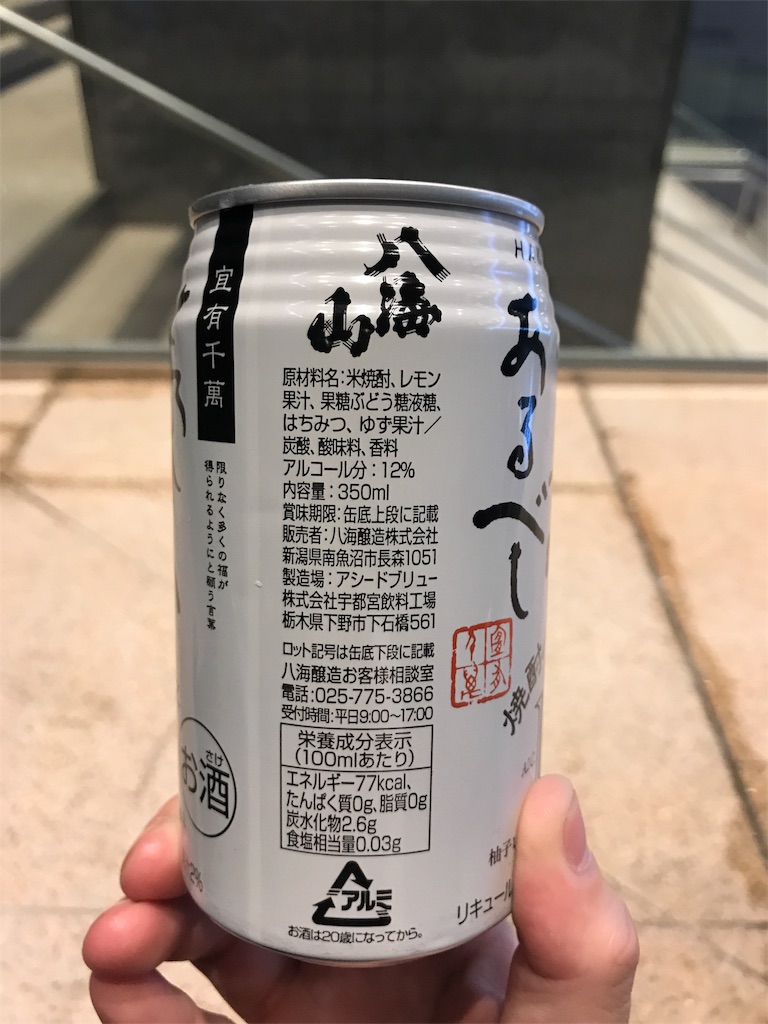 宜有千萬
限りなく多くの福が
得られるようにと願う言葉
お酒
さけ
八海山
原材料名:米焼酎、レモン
果汁、果糖ぶどう糖液糖、
はちみつ、ゆず果汁/
炭酸、酸味料、香料
アルコール分:12%
内容量:350ml
賞味期限:缶底上段に記載
販売者:八海醸造株式会社
新潟県南魚沼市長森1051
製造場:アシードブリュー
株式会社宇都宮飲料工場
栃木県下野市下石橋561
ロット記号は缶底下段に記載
八海醸造お客様相談室
電話:025-775-3866
受付時間:平日9:00~17:00
栄養成分表示
(100mlあたり)
エネルギー77kcal、
たんぱく質0g、脂質0g
炭水化物2.6g
食塩相当量0.03g
アルミ
お酒は20歳になってから。
あるべし
宜有千萬
焼酎
柚子
リキュール